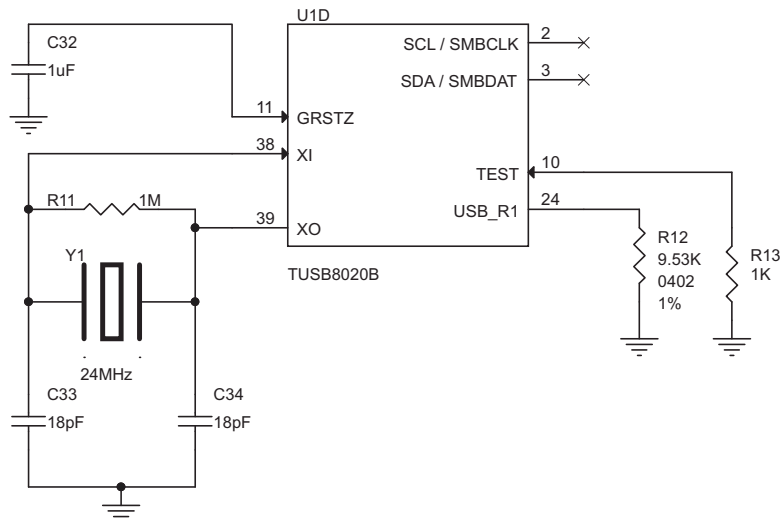 U1D
C32
1uF
SCL / SMBCLK
2
SDA / SMBDAT
3
11
GRSTZ
38
XI
TEST
10
USB_R1
24
R11
1M
39
XO
Y1
R12
9.53K
0402
1%
R13
1K
TUSB8020B
24MHz
C33
18pF
C34
18pF